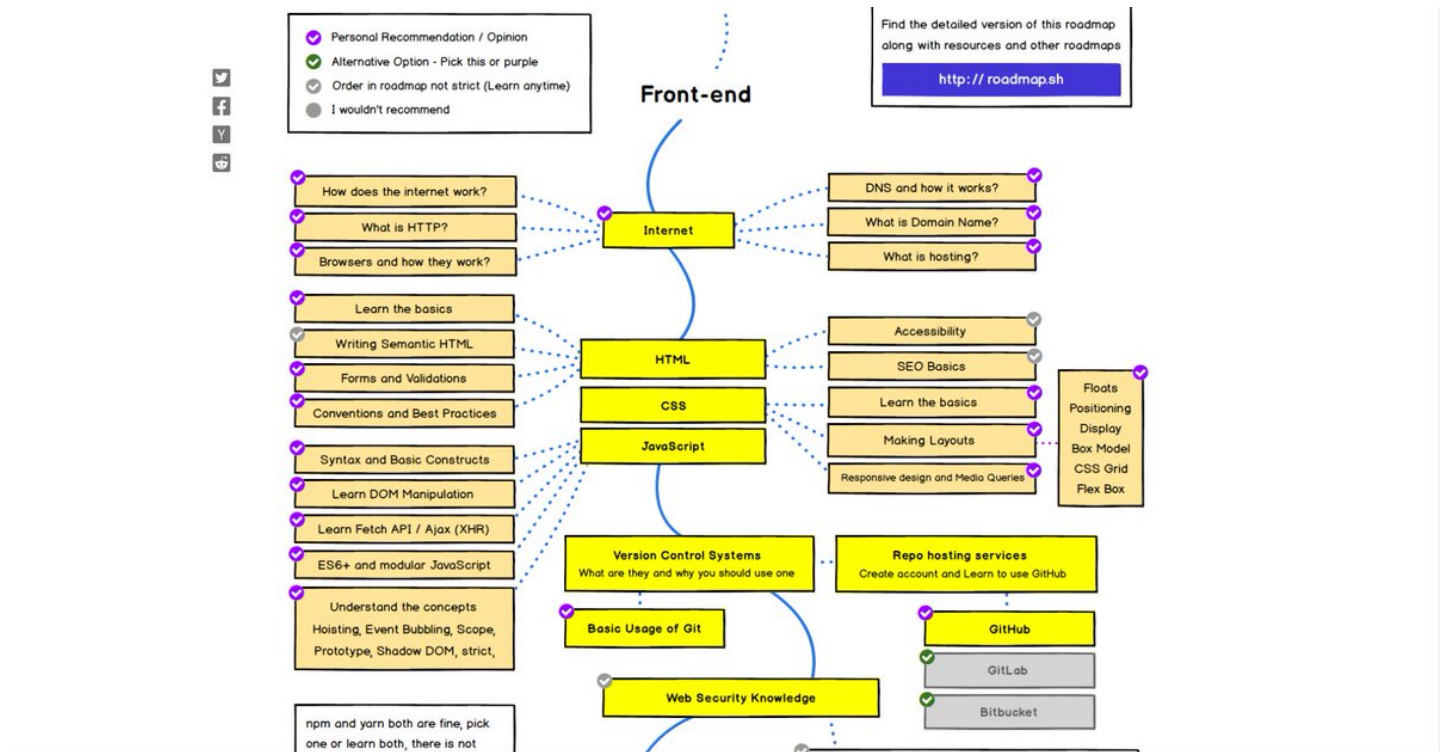 Personal Recommendation / Opinion
Alternative Option - Pick this or purple
Order in roadmap not strict (Learn anytime)
I wouldn't recommend
Find the detailed version of this roadmap
along with resources and other roadmaps
http:// roadmap.sh
Front-end
How does the internet work?
What is HTTP?
Browsers and how they work?
Internet
DNS and how it works?
What is Domain Name?
What is hosting?
Learn the basics
Writing Semantic HTML
Forms and Validations
Conventions and Best Practices
HTML
CSS
JavaScript
Accessibility
SEO Basics
Learn the basics
Making Layouts
Responsive design and Media Queries
Floats
Positioning
Display
Box Model
CSS Grid
Flex Box
Syntax and Basic Constructs
Learn DOM Manipulation
Learn Fetch API / Ajax (XHR)
ES6+ and modular JavaScript
Understand the concepts
Hoisting, Event Bubbling, Scope,
Prototype, Shadow DOM, strict,
Version Control Systems
What are they and why you should use one
Repo hosting services
Create account and Learn to use GitHub
Basic Usage of Git
GitHub
GitLab
Bitbucket
Web Security Knowledge
npm and yarn both are fine, pick
one or learn both, there is not